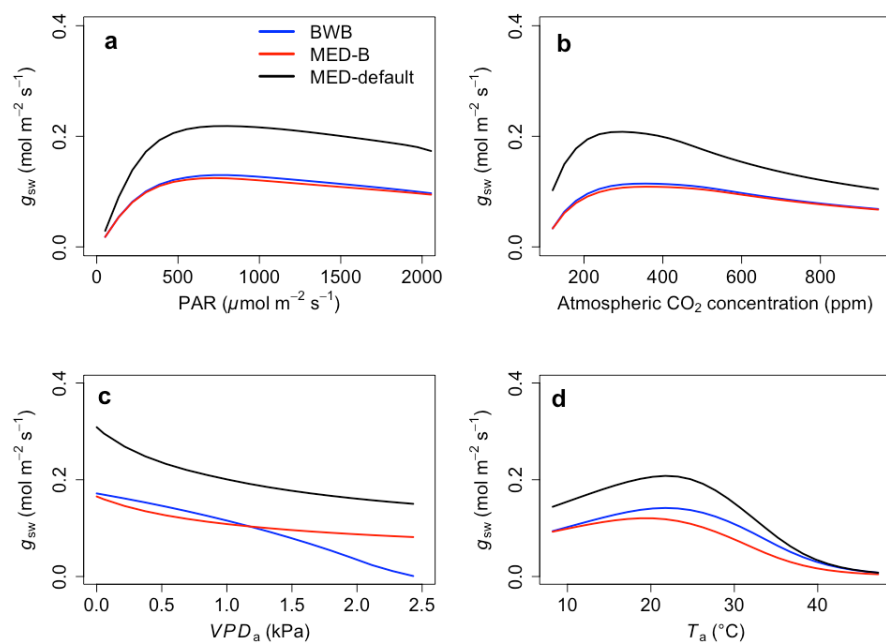 a
BWB
MED-B
MED-default
0.4
0.2
0.0
g_sw (mol m⁻² s⁻¹)
0 500 1000 1500 2000
PAR (µmol m⁻² s⁻¹)
b
0.4
0.2
0.0
g_sw (mol m⁻² s⁻¹)
200 400 600 800
Atmospheric CO₂ concentration (ppm)
c
0.4
0.2
0.0
g_sw (mol m⁻² s⁻¹)
0.0 0.5 1.0 1.5 2.0 2.5
VPDₐ (kPa)
d
0.4
0.2
0.0
g_sw (mol m⁻² s⁻¹)
10 20 30 40
Tₐ (°C)